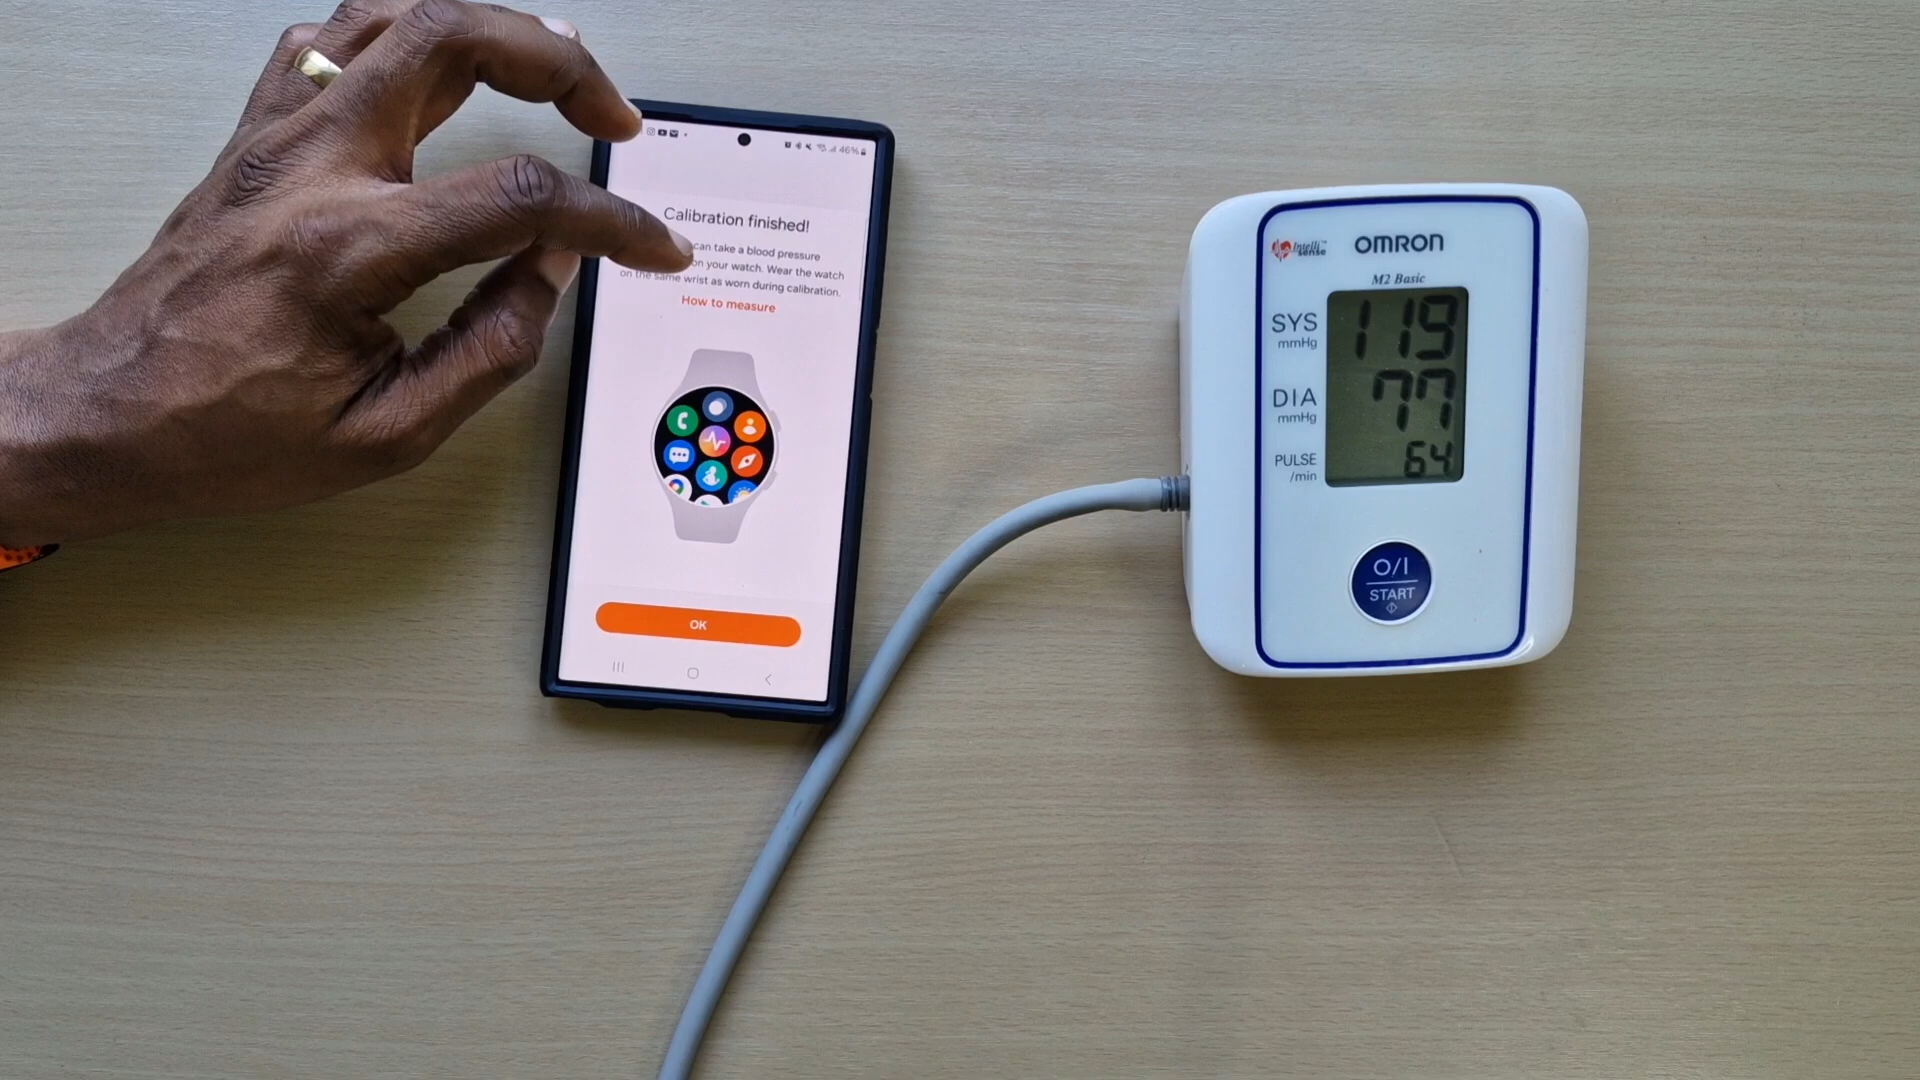 46%
Calibration finished!
can take a blood pressure
on your watch. Wear the watch
on the same wrist as worn during calibration.
How to measure
OK
Intelli
sense
OMRON
M2 Basic
SYS
mmHg
119
DIA
mmHg
77
PULSE
/min
64
O/I
START